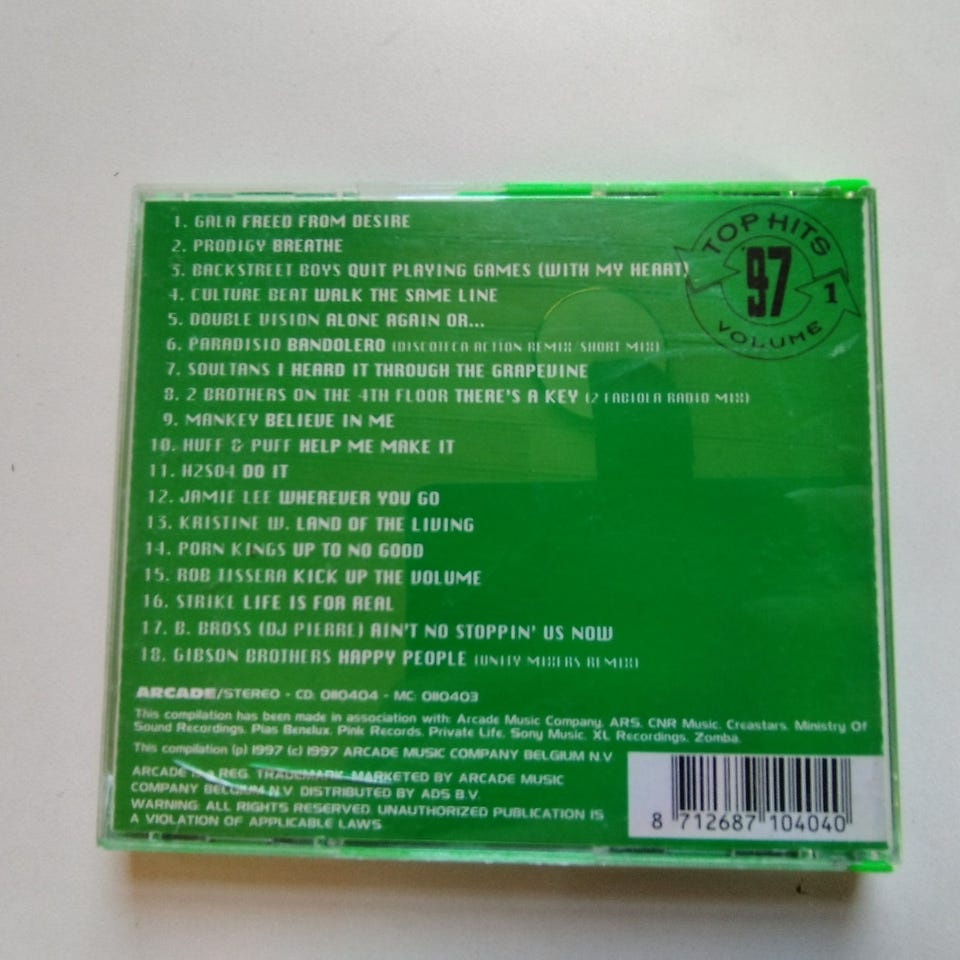 1. GALA FREED FROM DESIRE
2. PRODIGY BREATHE
3. BACKSTREET BOYS QUIT PLAYING GAMES (WITH MY HEART)
4. CULTURE BEAT WALK THE SAME LINE
5. DOUBLE VISION ALONE AGAIN OR...
6. PARADISIO BANDOLERO (DISCOTECA ACTION REMIX/SHORT MIX)
7. SOULTANS I HEARD IT THROUGH THE GRAPEVINE
8. 2 BROTHERS ON THE 4TH FLOOR THERE'S A KEY (2 FABIOLA RADIO MIX)
9. MANKEY BELIEVE IN ME
10. HUFF & PUFF HELP ME MAKE IT
11. H2SO4 DO IT
12. JAMIE LEE WHEREVER YOU GO
13. KRISTINE W. LAND OF THE LIVING
14. PORN KINGS UP TO NO GOOD
15. ROB TISSERA KICK UP THE VOLUME
16. STRIKE LIFE IS FOR REAL
17. B. BROSS (DJ PIERRE) AIN'T NO STOPPIN' US NOW
18. GIBSON BROTHERS HAPPY PEOPLE (UNITY MIXERS REMIX)
TOP HITS
'97
1
VOLUME
ARCADE/STEREO - CD: 0110404 - MC: 0110403
This compilation has been made in association with: Arcade Music Company, ARS, CNR Music, Creastars, Ministry Of
Sound Recordings, Pias Benelux, Pink Records, Private Life, Sony Music, XL Recordings, Zomba.
This compilation (p) 1997 (c) 1997 ARCADE MUSIC COMPANY BELGIUM N.V
ARCADE IS A REG. TRADEMARK. MARKETED BY ARCADE MUSIC
COMPANY BELGIUM N.V. DISTRIBUTED BY ADS B.V.
WARNING: ALL RIGHTS RESERVED. UNAUTHORIZED PUBLICATION IS
A VIOLATION OF APPLICABLE LAWS
8 712687 104040